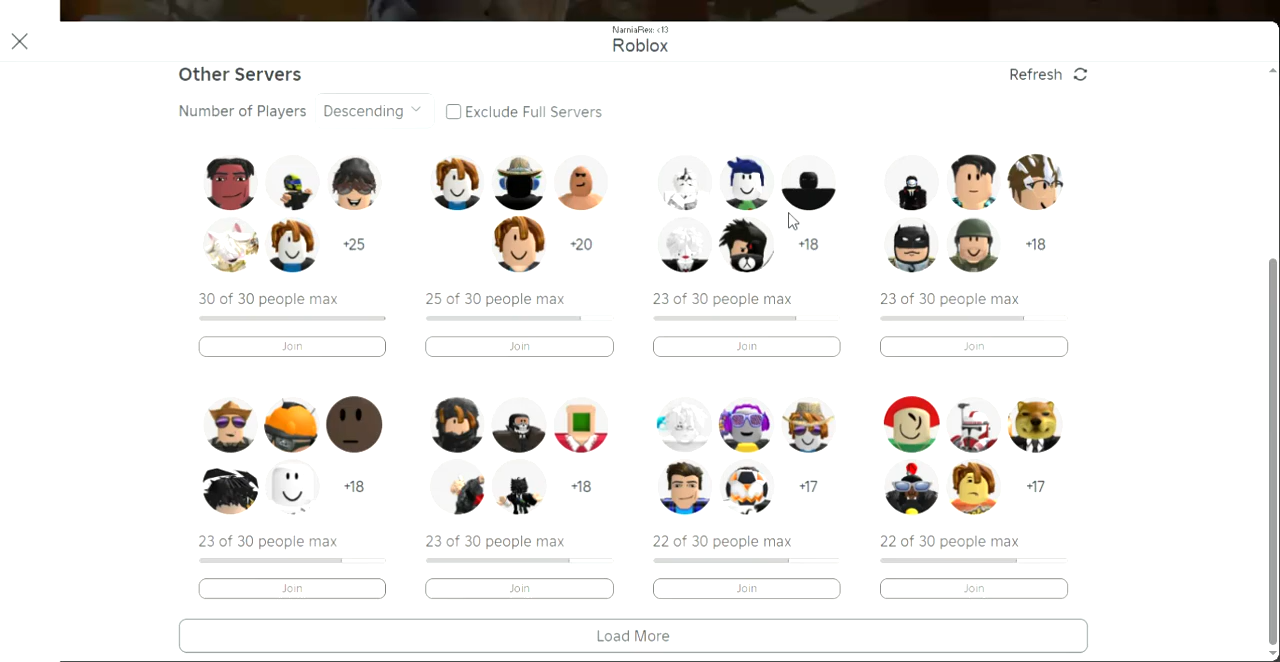 NarniaRex: <13
Roblox
Other Servers
Refresh
Number of Players Descending Exclude Full Servers
+25 +20 +18 +18
30 of 30 people max 25 of 30 people max 23 of 30 people max 23 of 30 people max
Join Join Join Join
+18 +18 +17 +17
23 of 30 people max 23 of 30 people max 22 of 30 people max 22 of 30 people max
Join Join Join Join
Load More